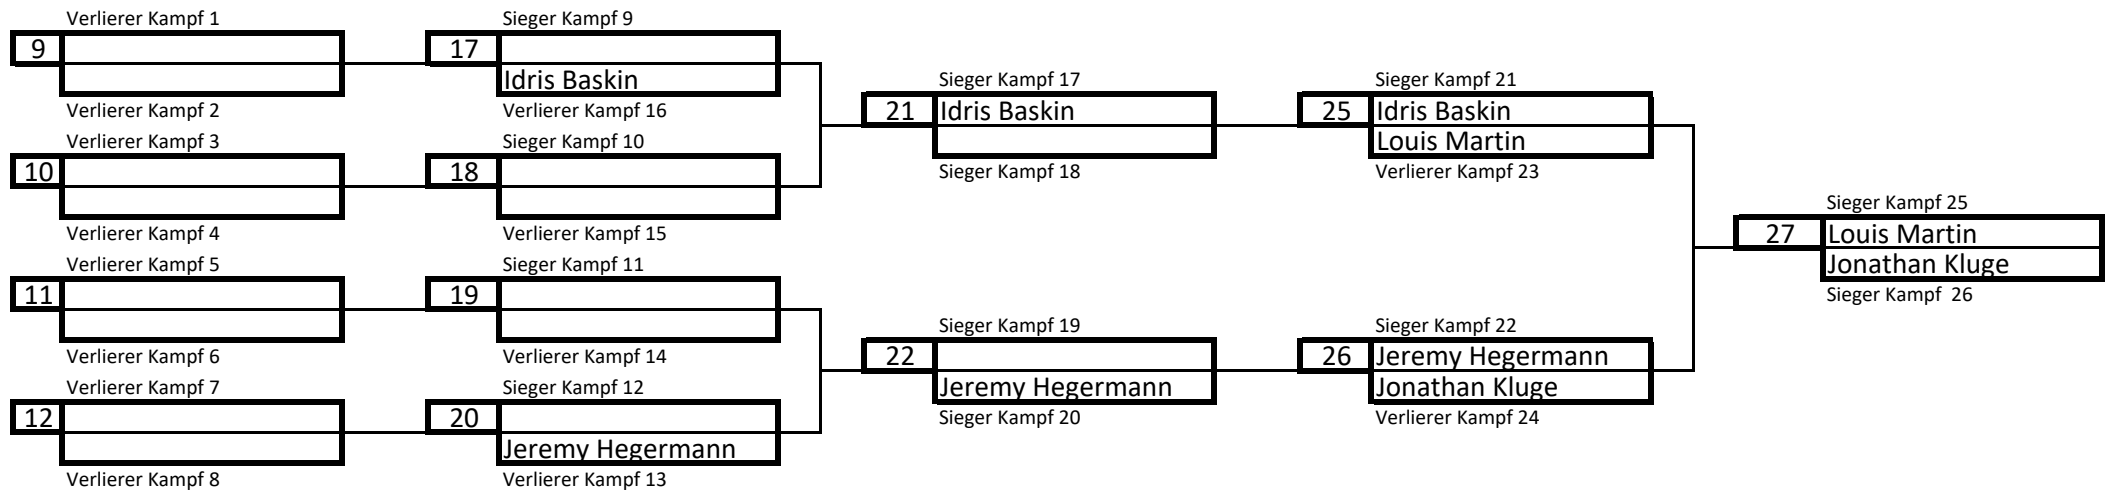 Verlierer Kampf 1
9
Verlierer Kampf 2
Verlierer Kampf 3
10
Verlierer Kampf 4
Verlierer Kampf 5
11
Verlierer Kampf 6
Verlierer Kampf 7
12
Verlierer Kampf 8
Sieger Kampf 9
17
Idris Baskin
Verlierer Kampf 16
Sieger Kampf 10
18
Verlierer Kampf 15
Sieger Kampf 11
19
Verlierer Kampf 14
Sieger Kampf 12
20
Jeremy Hegermann
Verlierer Kampf 13
Sieger Kampf 17
21 Idris Baskin
Sieger Kampf 18
Sieger Kampf 19
22
Jeremy Hegermann
Sieger Kampf 20
Sieger Kampf 21
25 Idris Baskin
Louis Martin
Verlierer Kampf 23
Sieger Kampf 22
26 Jeremy Hegermann
Jonathan Kluge
Verlierer Kampf 24
Sieger Kampf 25
27 Louis Martin
Jonathan Kluge
Sieger Kampf 26